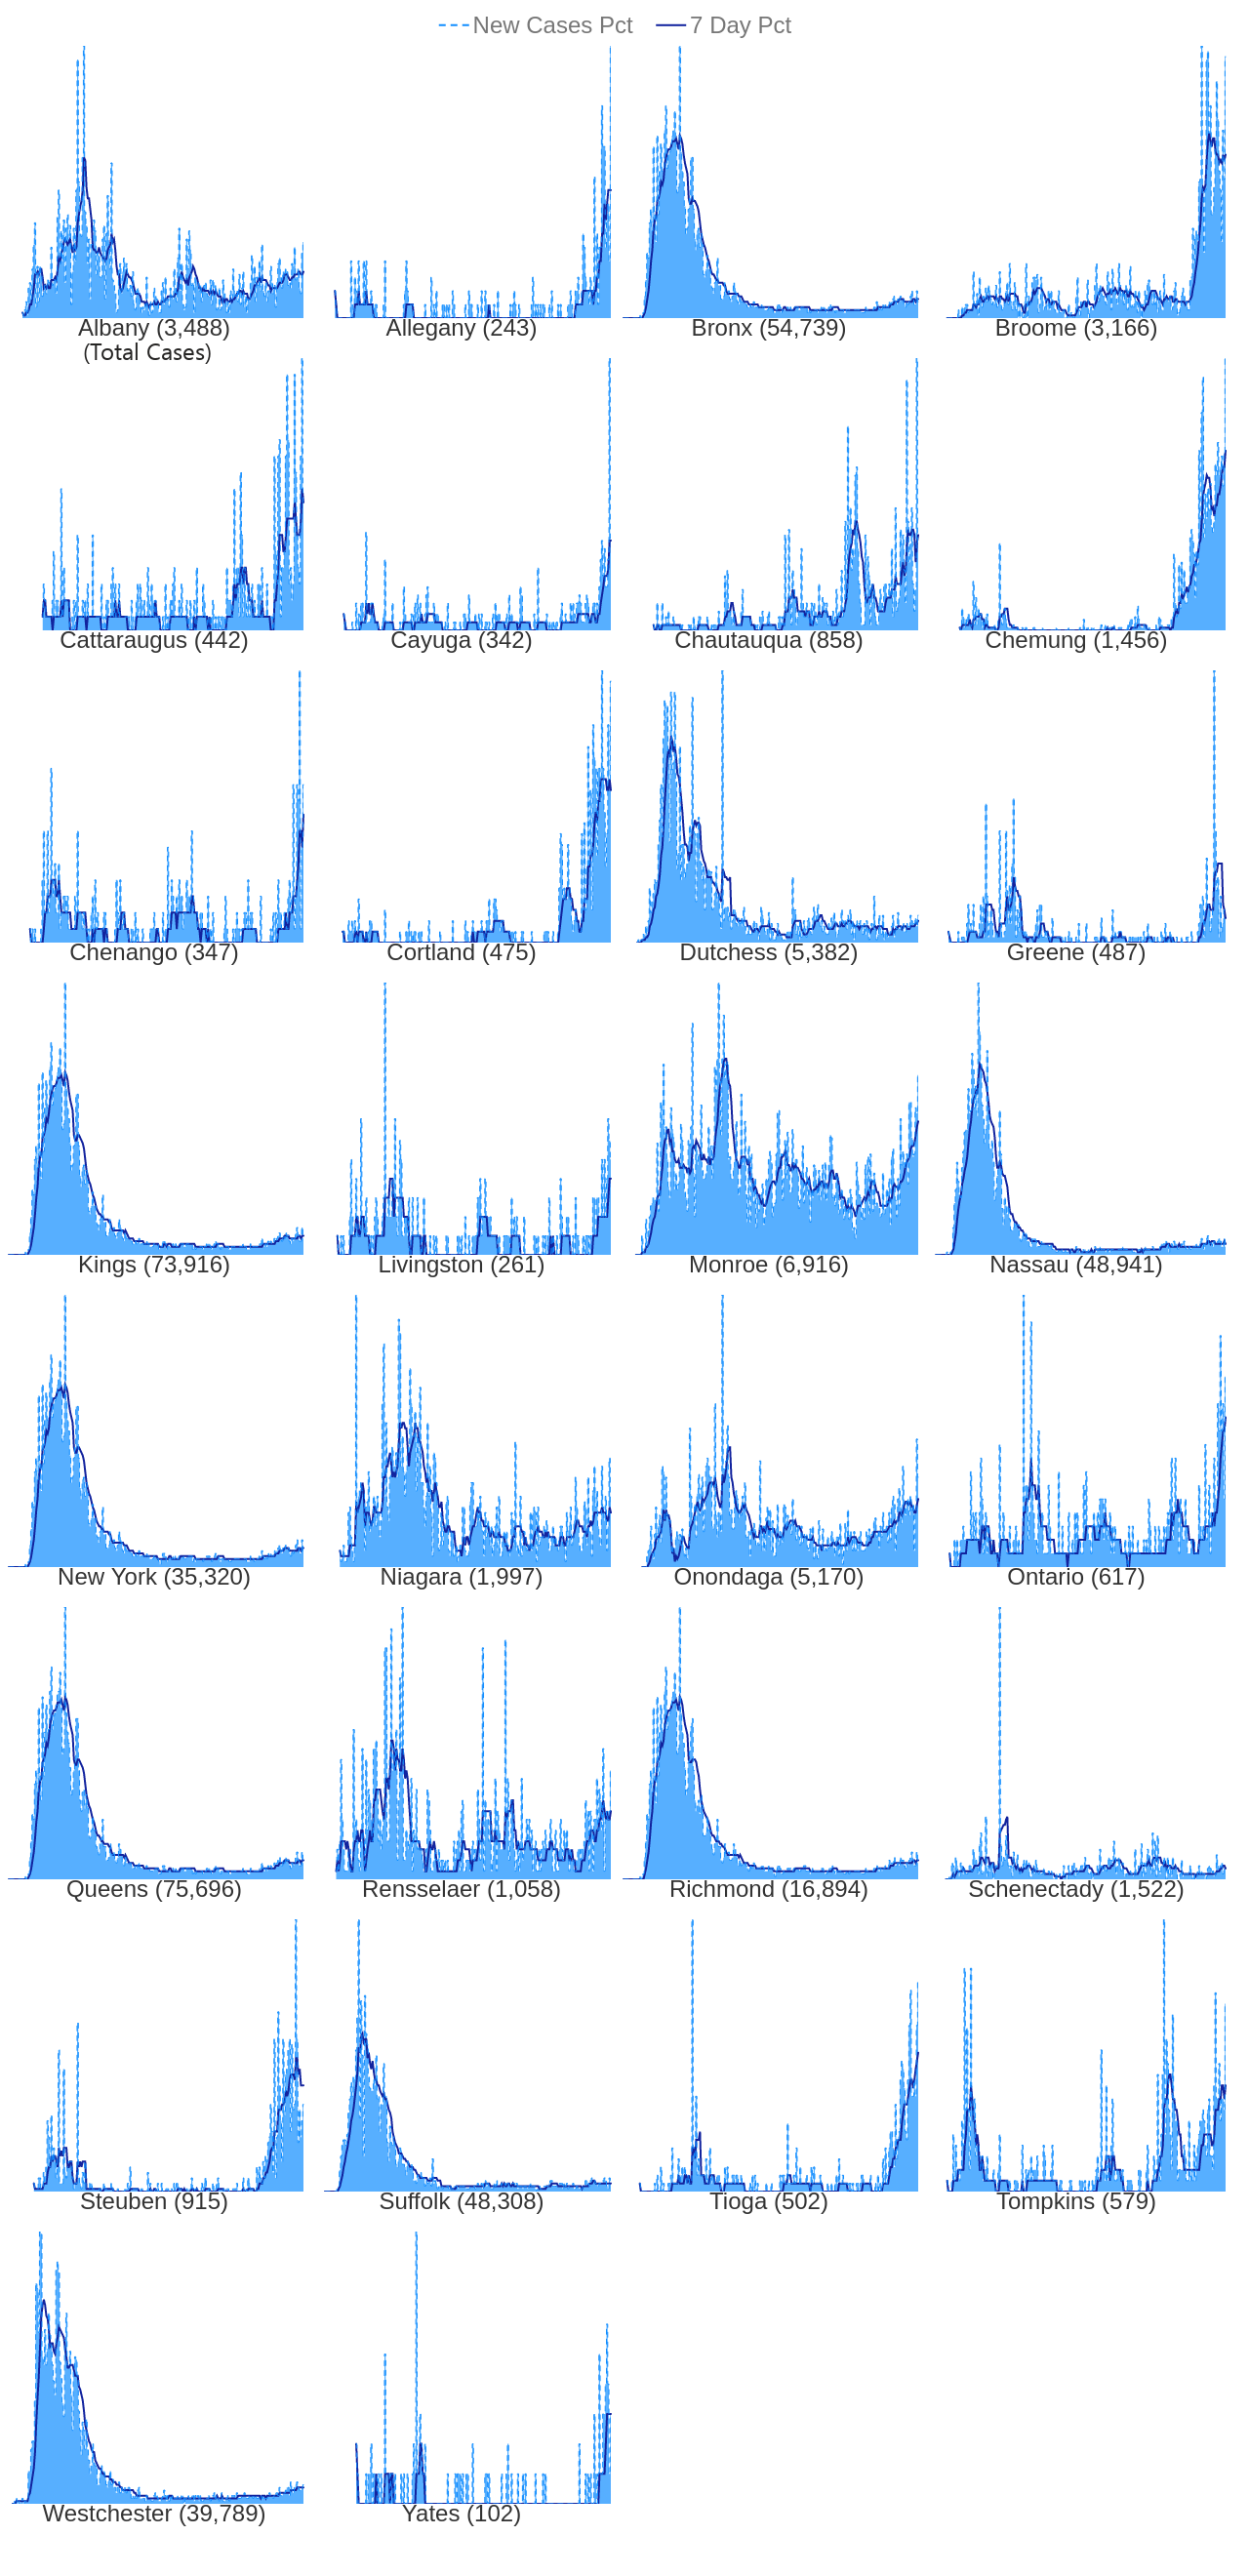 New Cases Pct 7 Day Pct
Albany (3,488) Allegany (243) Bronx (54,739) Broome (3,166)
(Total Cases)
Cattaraugus (442) Cayuga (342) Chautauqua (858) Chemung (1,456)
Chenango (347) Cortland (475) Dutchess (5,382) Greene (487)
Kings (73,916) Livingston (261) Monroe (6,916) Nassau (48,941)
New York (35,320) Niagara (1,997) Onondaga (5,170) Ontario (617)
Queens (75,696) Rensselaer (1,058) Richmond (16,894) Schenectady (1,522)
Steuben (915) Suffolk (48,308) Tioga (502) Tompkins (579)
Westchester (39,789) Yates (102)